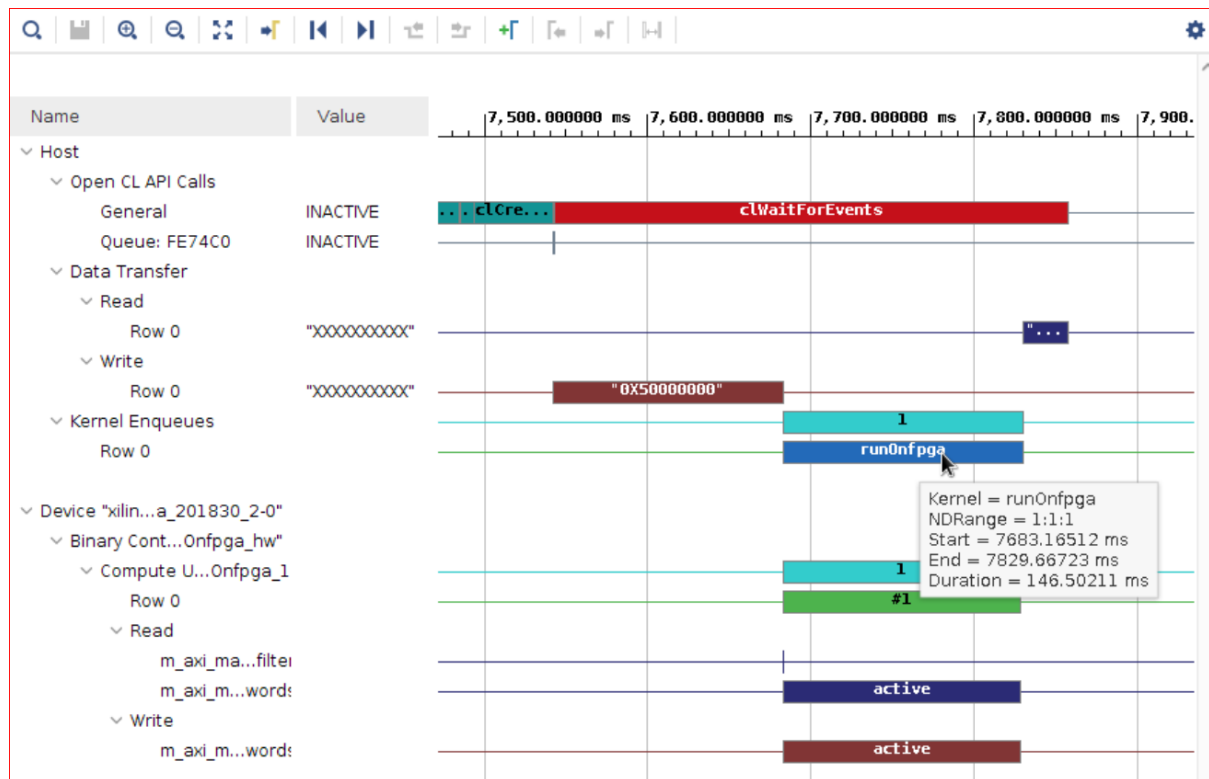 Name Value 7,500.000000 ms 7,600.000000 ms 7,700.000000 ms 7,800.000000 ms 7,900.
Host
Open CL API Calls
General INACTIVE ... clCre... clWaitForEvents
Queue: FE74C0 INACTIVE
Data Transfer
Read
Row 0 "XXXXXXXXXX" "...
Write
Row 0 "XXXXXXXXXX" "0X50000000"
Kernel Enqueues 1
Row 0 runOnfpga
Kernel = runOnfpga
NDRange = 1:1:1
Start = 7683.16512 ms
End = 7829.66723 ms
Duration = 146.50211 ms
Device "xilin...a_201830_2-0"
Binary Cont...Onfpga_hw"
Compute U...Onfpga_1 1
Row 0 #1
Read
m_axi_ma...filter
m_axi_m...words active
Write
m_axi_m...words active